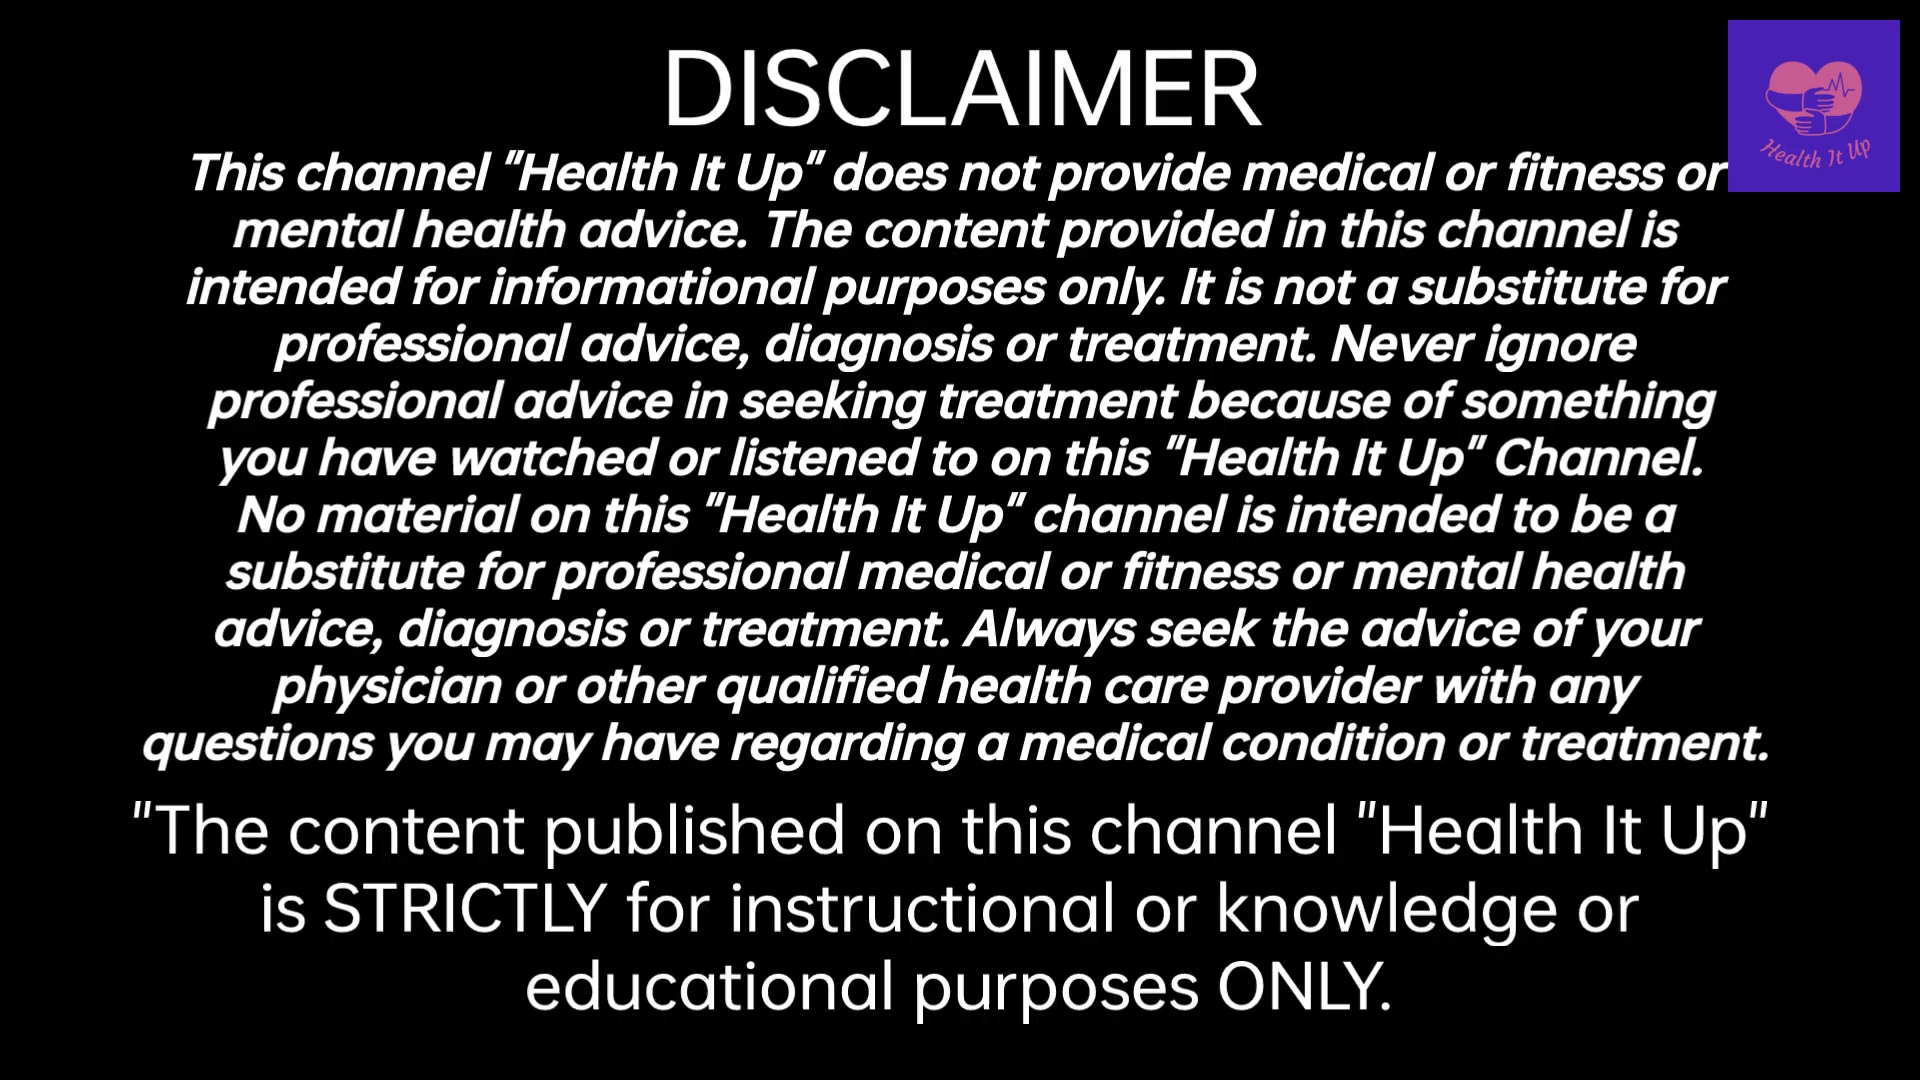 DISCLAIMER
This channel "Health It Up" does not provide medical or fitness or
mental health advice. The content provided in this channel is
intended for informational purposes only. It is not a substitute for
professional advice, diagnosis or treatment. Never ignore
professional advice in seeking treatment because of something
you have watched or listened to on this "Health It Up" Channel.
No material on this "Health It Up" channel is intended to be a
substitute for professional medical or fitness or mental health
advice, diagnosis or treatment. Always seek the advice of your
physician or other qualified health care provider with any
questions you may have regarding a medical condition or treatment.
"The content published on this channel "Health It Up"
is STRICTLY for instructional or knowledge or
educational purposes ONLY.
Health It Up